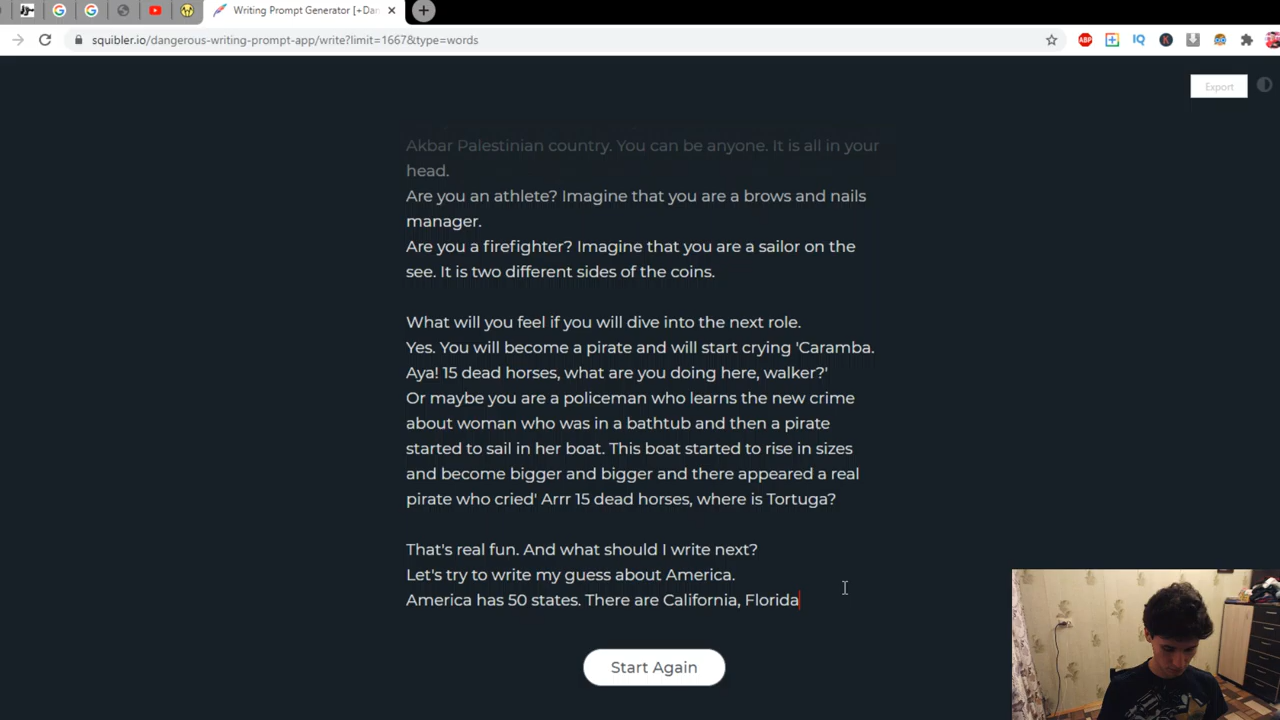 Writing Prompt Generator [+Dan
squibler.io/dangerous-writing-prompt-app/write?limit=1667&type=words
ABP
IQ
K
Export
Akbar Palestinian country. You can be anyone. It is all in your
head.
Are you an athlete? Imagine that you are a brows and nails
manager.
Are you a firefighter? Imagine that you are a sailor on the
see. It is two different sides of the coins.
What will you feel if you will dive into the next role.
Yes. You will become a pirate and will start crying 'Caramba.
Aya! 15 dead horses, what are you doing here, walker?'
Or maybe you are a policeman who learns the new crime
about woman who was in a bathtub and then a pirate
started to sail in her boat. This boat started to rise in sizes
and become bigger and bigger and there appeared a real
pirate who cried' Arrr 15 dead horses, where is Tortuga?
That's real fun. And what should I write next?
Let's try to write my guess about America.
America has 50 states. There are California, Florida
Start Again